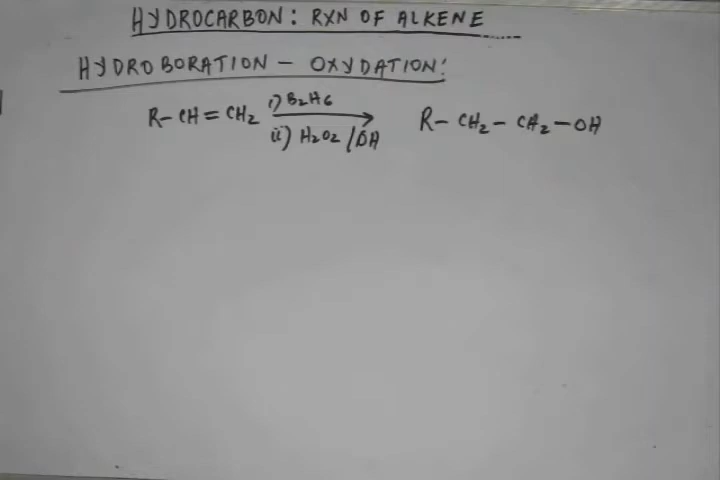 HYDROCARBON: RXN OF ALKENE
HYDROBORATION - OXYDATION:
R-CH=CH2 i) B2H6 ii) H2O2/OH R-CH2-CH2-OH